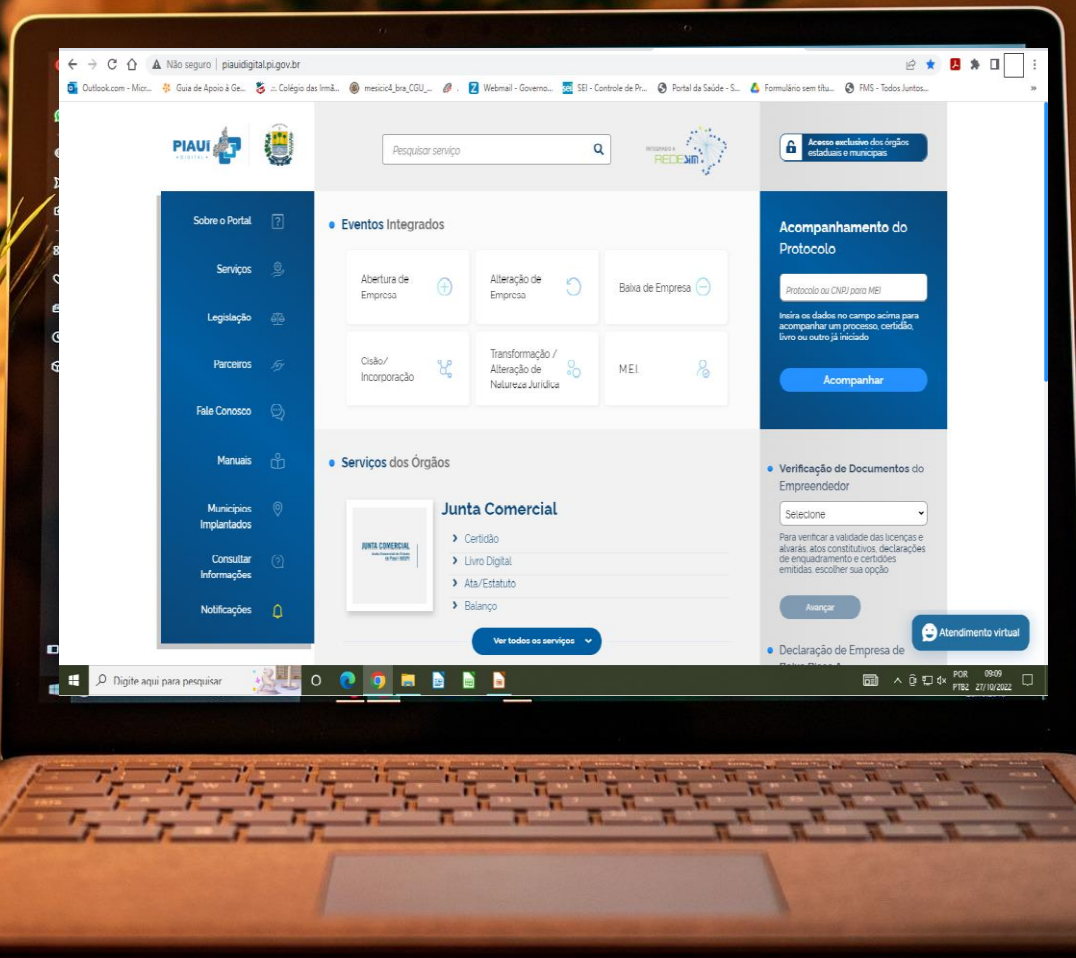 Não seguro | piauidigital.pi.gov.br
Outlook.com - Micr... Guia de Apoio à Ge... .:: Colégio das Irmã... mesicic4_bra_CGU_... . Webmail - Governo... SEI - Controle de Pr... Portal da Saúde - S... Formulário sem títu... FMS - Todos Juntos... »
PIAUI
DIGITAL
Pesquisar serviço
INTEGRADO À
REDESIM
Acesso exclusivo dos órgãos
estaduais e municipais
Sobre o Portal
Serviços
Legislação
Parceiros
Fale Conosco
Manuais
Municípios
Implantados
Consultar
Informações
Notificações
Eventos Integrados
Abertura de
Empresa
Alteração de
Empresa
Baixa de Empresa
Cisão/
Incorporação
Transformação /
Alteração de
Natureza Jurídica
M.E.I.
Acompanhamento do
Protocolo
Protocolo ou CNPJ para MEI
Insira os dados no campo acima para
acompanhar um processo, certidão,
livro ou outro já iniciado
Acompanhar
Serviços dos Órgãos
JUNTA COMERCIAL
Junta Comercial
Certidão
Livro Digital
Ata/Estatuto
Balanço
Ver todos os serviços
Verificação de Documentos do
Empreendedor
Selecione
Para verificar a validade das licenças e
alvarás, atos constitutivos, declarações
de enquadramento e certidões
emitidas, escolher sua opção
Avançar
Atendimento virtual
Declaração de Empresa de
Digite aqui para pesquisar
POR 09:09
PTB2 27/10/2022